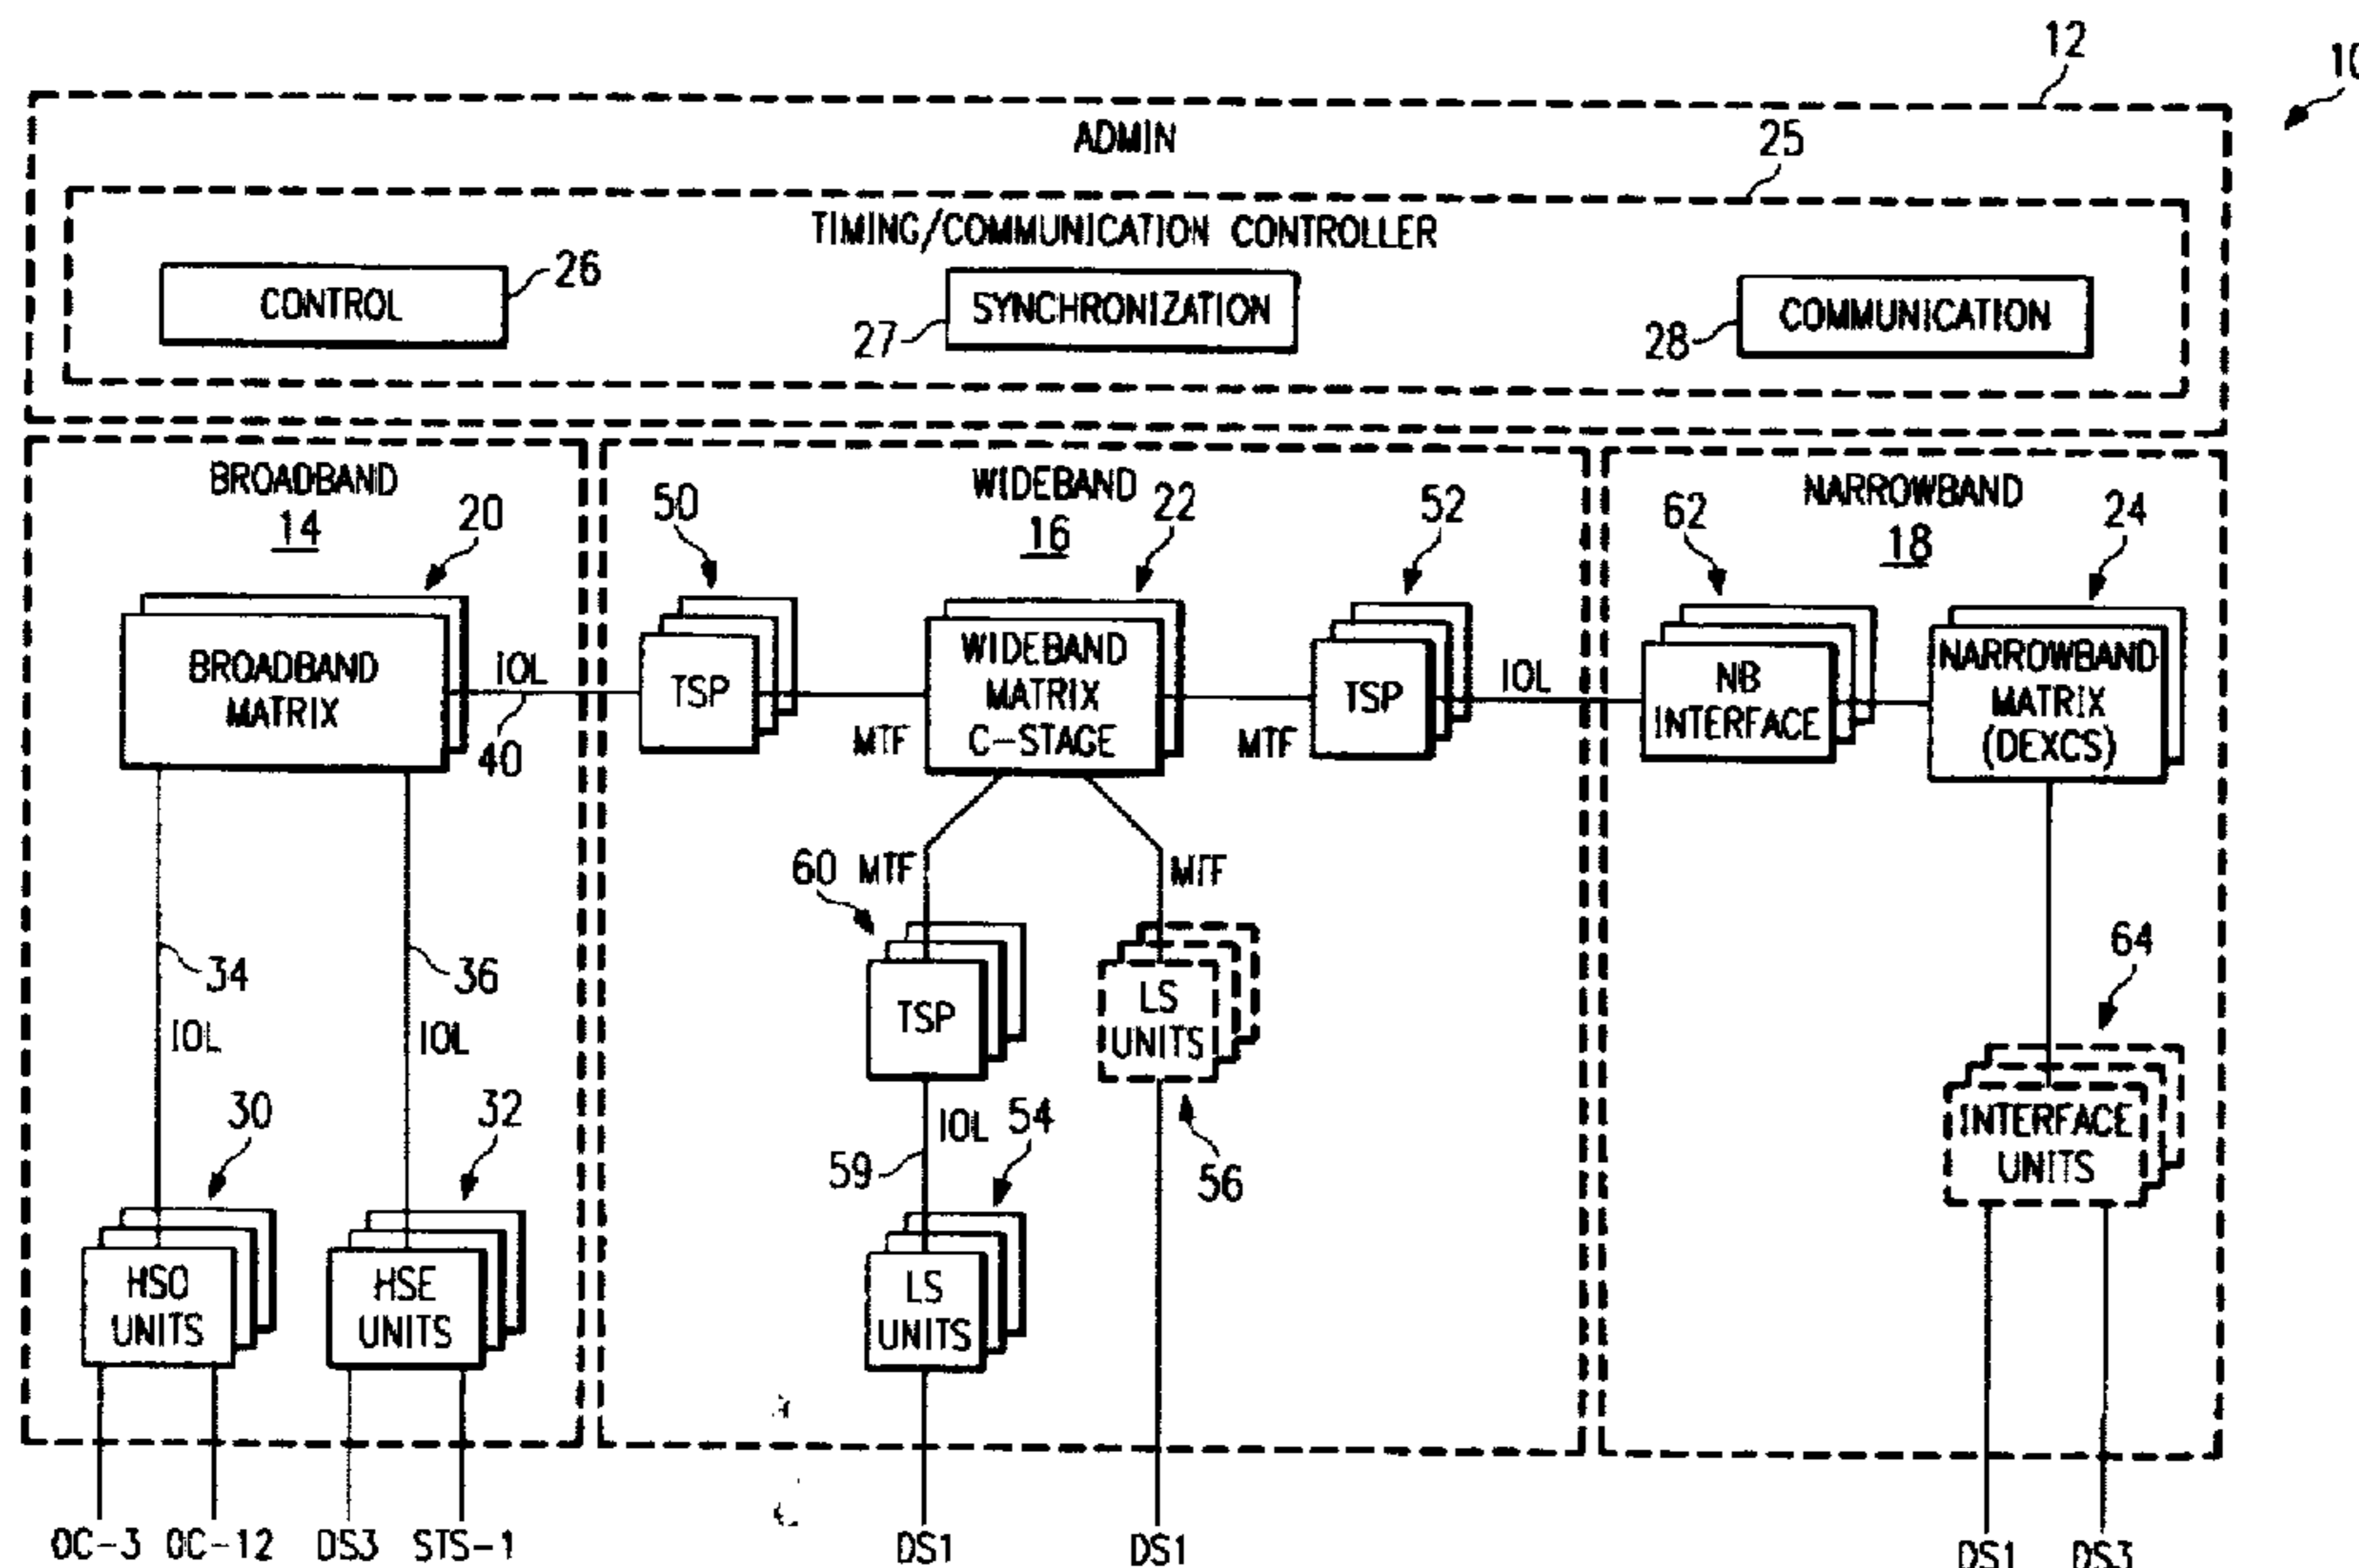 12
10
ADMIN
25
TIMING/COMMUNICATION CONTROLLER
CONTROL
26
27
SYNCHRONIZATION
28
COMMUNICATION
BROADBAND
14
20
BROADBAND
MATRIX
IOL
40
34
IOL
36
IOL
30
HSO
UNITS
32
HSE
UNITS
OC-3
OC-12
DS3
STS-1
WIDEBAND
16
50
TSP
MTF
22
WIDEBAND
MATRIX
C-STAGE
MTF
52
TSP
IOL
60
MTF
MTF
TSP
LS
UNITS
56
59
IOL
54
LS
UNITS
DS1
DS1
NARROWBAND
18
62
NB
INTERFACE
24
NARROWBAND
MATRIX
(DEXCS)
64
INTERFACE
UNITS
DS1
DS3